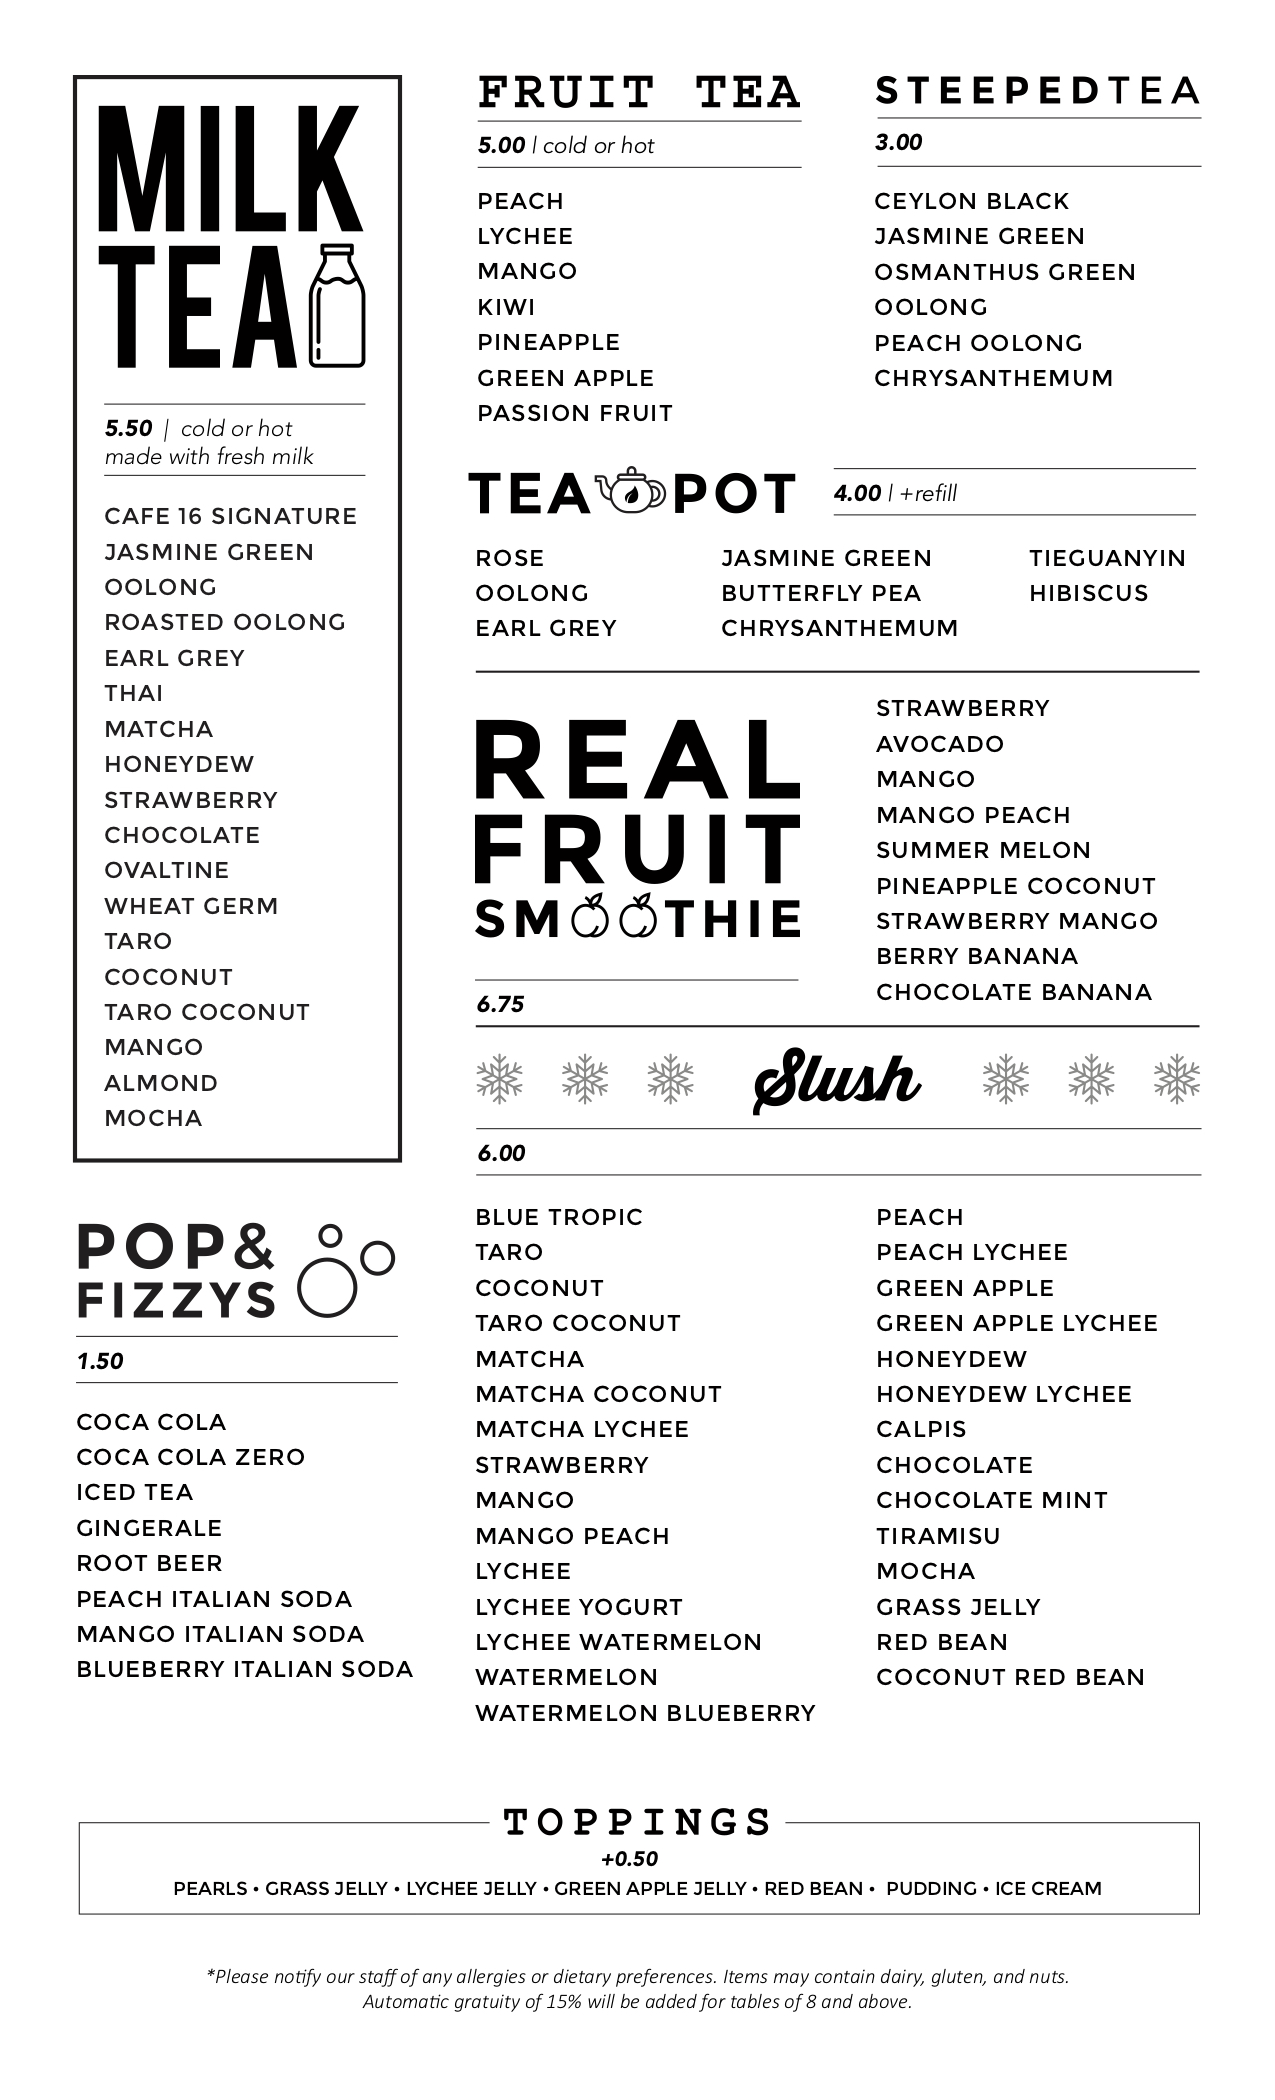 MILK
TEA
5.50 | cold or hot
made with fresh milk
CAFE 16 SIGNATURE
JASMINE GREEN
OOLONG
ROASTED OOLONG
EARL GREY
THAI
MATCHA
HONEYDEW
STRAWBERRY
CHOCOLATE
OVALTINE
WHEAT GERM
TARO
COCONUT
TARO COCONUT
MANGO
ALMOND
MOCHA
POP&
FIZZYS
1.50
COCA COLA
COCA COLA ZERO
ICED TEA
GINGERALE
ROOT BEER
PEACH ITALIAN SODA
MANGO ITALIAN SODA
BLUEBERRY ITALIAN SODA
FRUIT TEA
5.00 | cold or hot
PEACH
LYCHEE
MANGO
KIWI
PINEAPPLE
GREEN APPLE
PASSION FRUIT
STEEPEDTEA
3.00
CEYLON BLACK
JASMINE GREEN
OSMANTHUS GREEN
OOLONG
PEACH OOLONG
CHRYSANTHEMUM
TEA POT
4.00 | +refill
ROSE
OOLONG
EARL GREY
JASMINE GREEN
BUTTERFLY PEA
CHRYSANTHEMUM
TIEGUANYIN
HIBISCUS
REAL
FRUIT
SMOOTHIE
6.75
STRAWBERRY
AVOCADO
MANGO
MANGO PEACH
SUMMER MELON
PINEAPPLE COCONUT
STRAWBERRY MANGO
BERRY BANANA
CHOCOLATE BANANA
Slush
6.00
BLUE TROPIC
TARO
COCONUT
TARO COCONUT
MATCHA
MATCHA COCONUT
MATCHA LYCHEE
STRAWBERRY
MANGO
MANGO PEACH
LYCHEE
LYCHEE YOGURT
LYCHEE WATERMELON
WATERMELON
WATERMELON BLUEBERRY
PEACH
PEACH LYCHEE
GREEN APPLE
GREEN APPLE LYCHEE
HONEYDEW
HONEYDEW LYCHEE
CALPIS
CHOCOLATE
CHOCOLATE MINT
TIRAMISU
MOCHA
GRASS JELLY
RED BEAN
COCONUT RED BEAN
TOPPINGS
+0.50
PEARLS • GRASS JELLY • LYCHEE JELLY • GREEN APPLE JELLY • RED BEAN • PUDDING • ICE CREAM
*Please notify our staff of any allergies or dietary preferences. Items may contain dairy, gluten, and nuts.
Automatic gratuity of 15% will be added for tables of 8 and above.